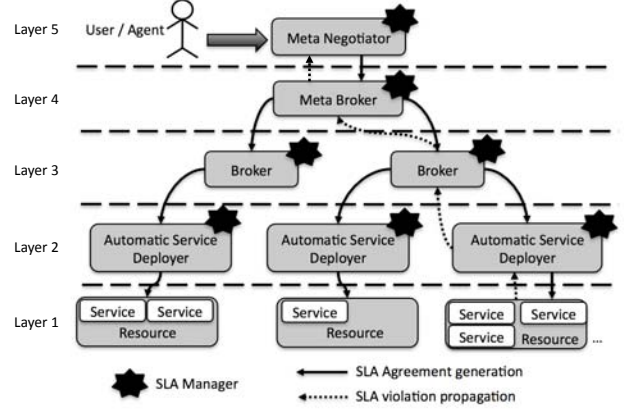 Layer 5
User / Agent
Meta Negotiator
Layer 4
Meta Broker
Layer 3
Broker
Broker
Layer 2
Automatic Service
Deployer
Automatic Service
Deployer
Automatic Service
Deployer
Layer 1
Service
Service
Resource
Service
Resource
Service
Service
Service
Resource
...
SLA Manager
SLA Agreement generation
SLA violation propagation